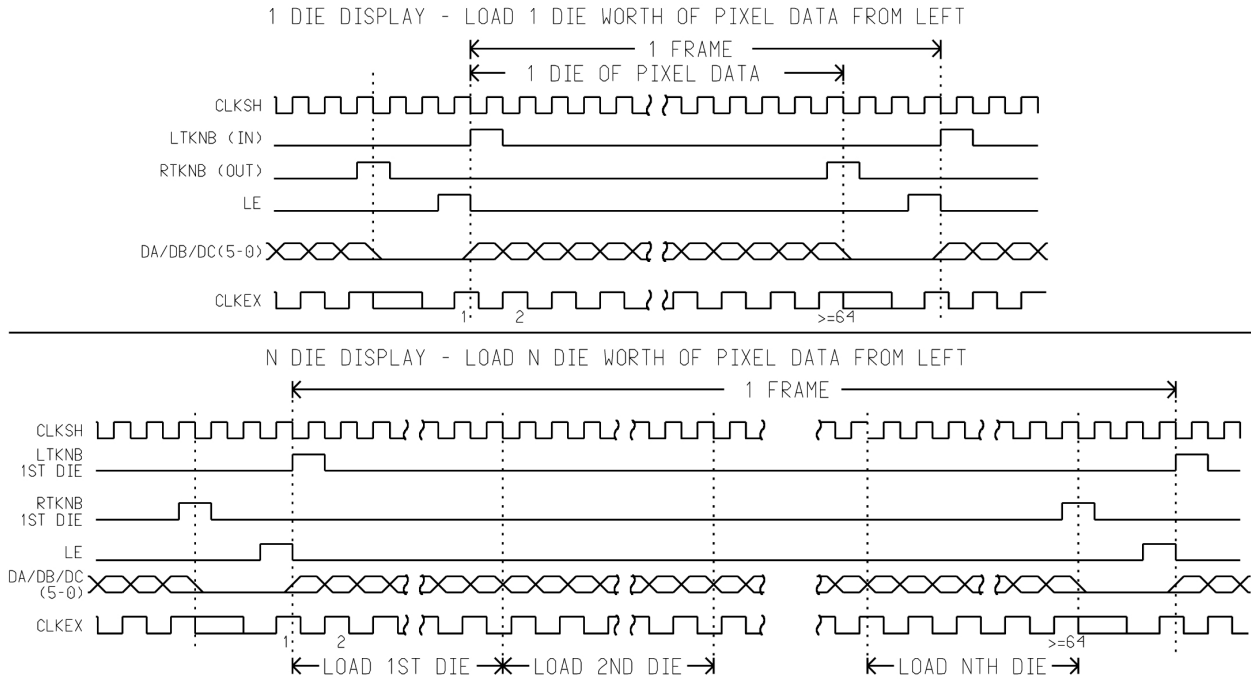 1 DIE DISPLAY - LOAD 1 DIE WORTH OF PIXEL DATA FROM LEFT
1 FRAME
1 DIE OF PIXEL DATA
CLKSH
LTKNB (IN)
RTKNB (OUT)
LE
DA/DB/DC(5-0)
CLKEX
1 2 >=64
N DIE DISPLAY - LOAD N DIE WORTH OF PIXEL DATA FROM LEFT
1 FRAME
CLKSH
LTKNB
1ST DIE
RTKNB
1ST DIE
LE
DA/DB/DC
(5-0)
CLKEX
1 2 >=64
LOAD 1ST DIE LOAD 2ND DIE LOAD NTH DIE